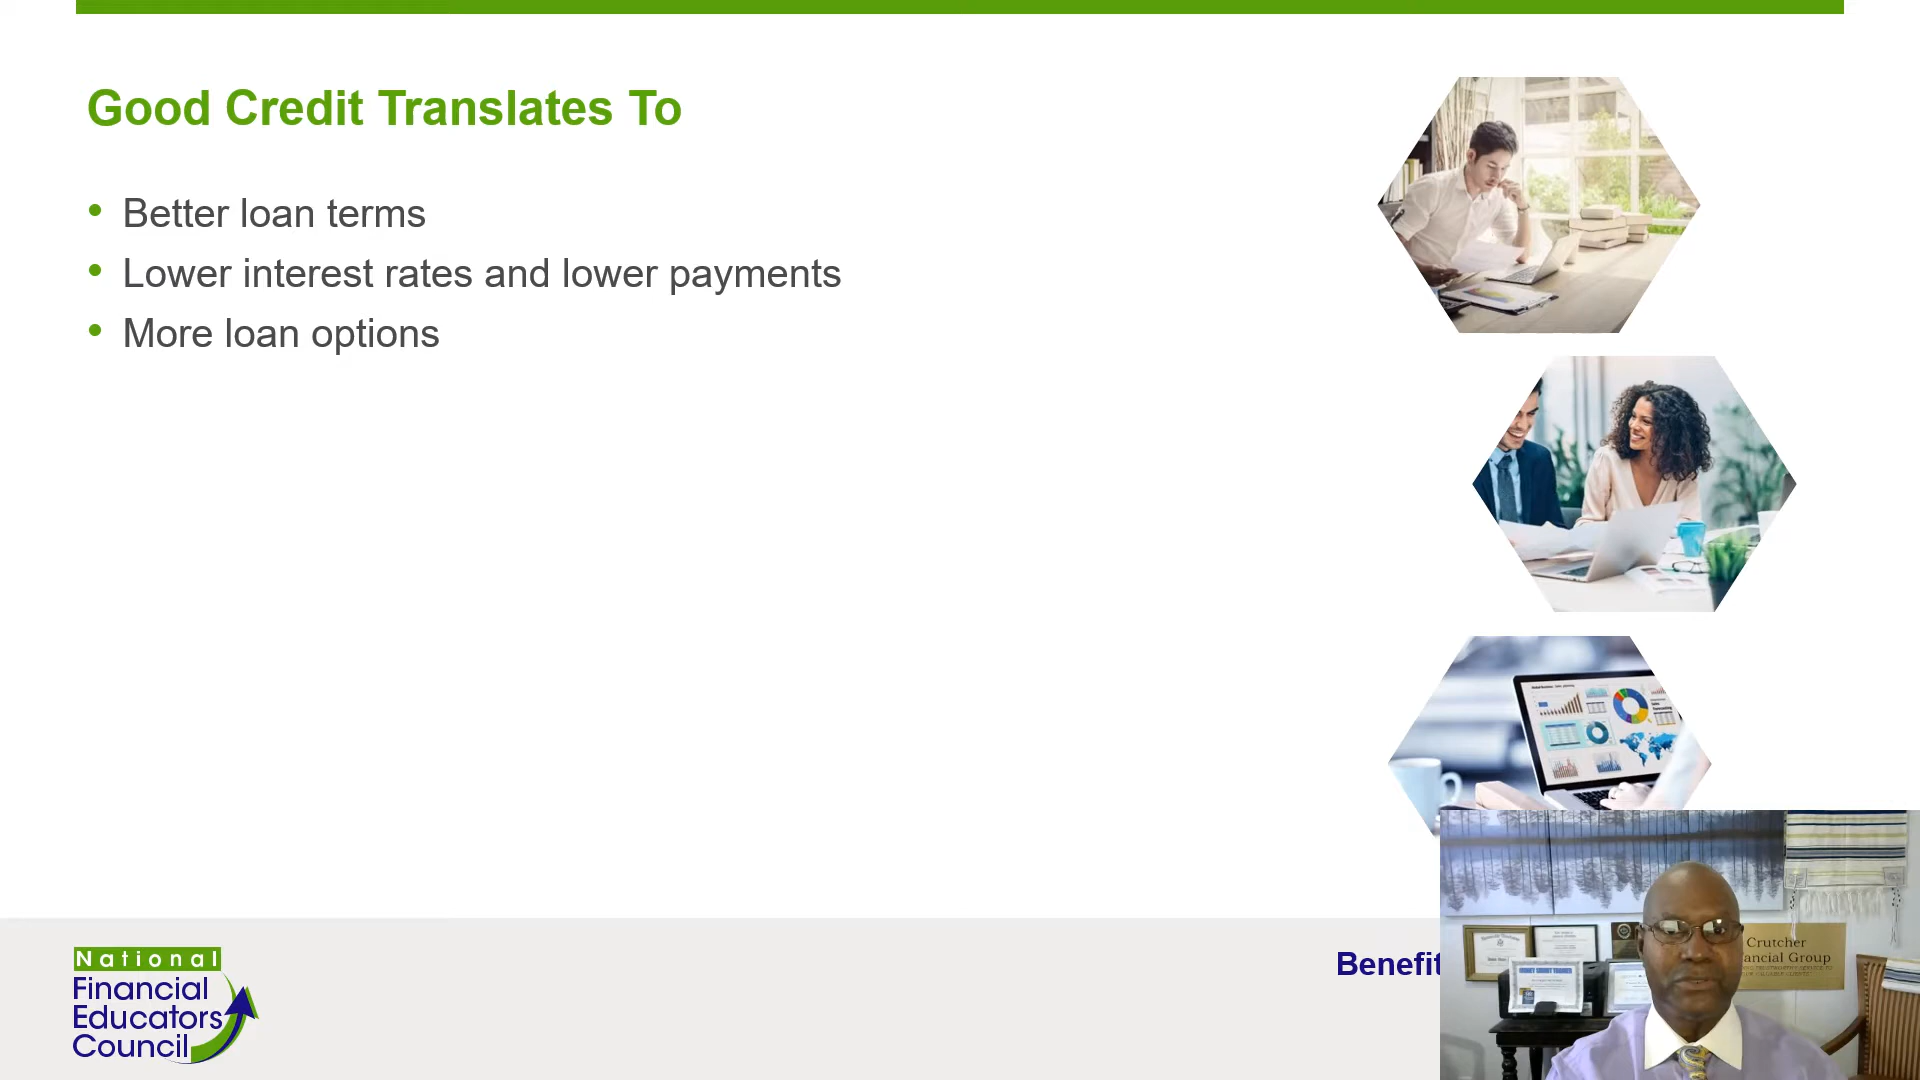 Good Credit Translates To
• Better loan terms
• Lower interest rates and lower payments
• More loan options
National
Financial
Educators
Council
Benefit
Crutcher
ancial Group